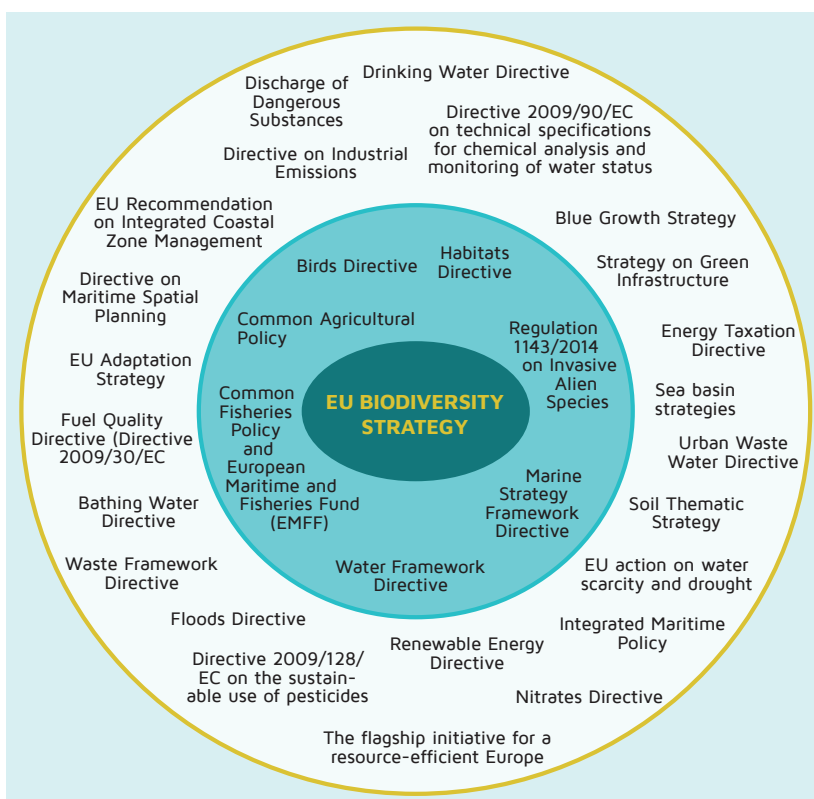 Drinking Water Directive
Discharge of
Dangerous
Substances
Directive 2009/90/EC
on technical specifications
for chemical analysis and
monitoring of water status
Directive on Industrial
Emissions
EU Recommendation
on Integrated Coastal
Zone Management
Blue Growth Strategy
Strategy on Green
Infrastructure
Directive on
Maritime Spatial
Planning
Energy Taxation
Directive
EU Adaptation
Strategy
Sea basin
strategies
Fuel Quality
Directive (Directive
2009/30/EC
Urban Waste
Water Directive
Bathing Water
Directive
Soil Thematic
Strategy
Waste Framework
Directive
EU action on water
scarcity and drought
Floods Directive
Integrated Maritime
Policy
Directive 2009/128/
EC on the sustain-
able use of pesticides
Renewable Energy
Directive
Nitrates Directive
The flagship initiative for a
resource-efficient Europe
Birds Directive
Habitats
Directive
Common Agricultural
Policy
Regulation
1143/2014
on Invasive
Alien
Species
Common
Fisheries
Policy
and
European
Maritime and
Fisheries Fund
(EMFF)
Marine
Strategy
Framework
Directive
Water Framework
Directive
EU BIODIVERSITY
STRATEGY